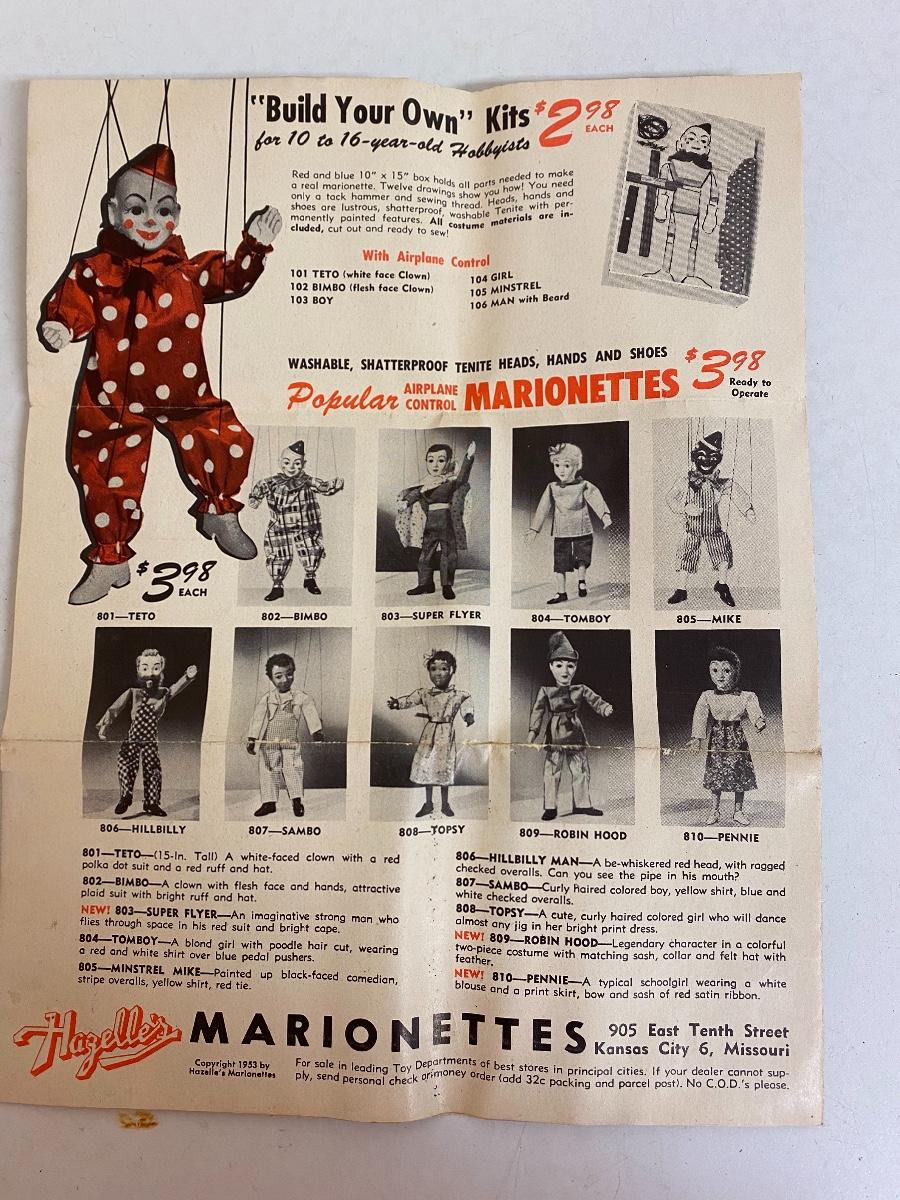 "Build Your Own" Kits $2.98 EACH
for 10 to 16-year-old Hobbyists
Red and blue 10" x 15" box holds all parts needed to make
a real marionette. Twelve drawings show you how! You need
only a tack hammer and sewing thread. Heads, hands and
shoes are lustrous, shatterproof, washable Tenite with per-
manently painted features. All costume materials are in-
cluded, cut out and ready to sew!
With Airplane Control
101 TETO (white face Clown)
102 BIMBO (flesh face Clown)
103 BOY
104 GIRL
105 MINSTREL
106 MAN with Beard
WASHABLE, SHATTERPROOF TENITE HEADS, HANDS AND SHOES
Popular AIRPLANE CONTROL MARIONETTES
$3.98
Ready to
Operate
$3.98 EACH
801—TETO
802—BIMBO
803—SUPER FLYER
804—TOMBOY
805—MIKE
806—HILLBILLY
807—SAMBO
808—TOPSY
809—ROBIN HOOD
810—PENNIE
801—TETO—(15-In. Tall) A white-faced clown with a red
polka dot suit and a red ruff and hat.
802—BIMBO—A clown with flesh face and hands, attractive
plaid suit with bright ruff and hat.
NEW! 803—SUPER FLYER—An imaginative strong man who
flies through space in his red suit and bright cape.
804—TOMBOY—A blond girl with poodle hair cut, wearing
a red and white shirt over blue pedal pushers.
805—MINSTREL MIKE—Painted up black-faced comedian,
stripe overalls, yellow shirt, red tie.
806—HILLBILLY MAN—A be-whiskered red head, with ragged
checked overalls. Can you see the pipe in his mouth?
807—SAMBO—Curly haired colored boy, yellow shirt, blue and
white checked overalls.
808—TOPSY—A cute, curly haired colored girl who will dance
almost any jig in her bright print dress.
NEW! 809—ROBIN HOOD—Legendary character in a colorful
two-piece costume with matching sash, collar and felt hat with
feather.
NEW! 810—PENNIE—A typical schoolgirl wearing a white
blouse and a print skirt, bow and sash of red satin ribbon.
Hazelle's MARIONETTES
905 East Tenth Street
Kansas City 6, Missouri
Copyright 1953 by
Hazelle's Marionettes
For sale in leading Toy Departments of best stores in principal cities. If your dealer cannot sup-
ply, send personal check or money order (add 32c packing and parcel post). No C.O.D.'s please.